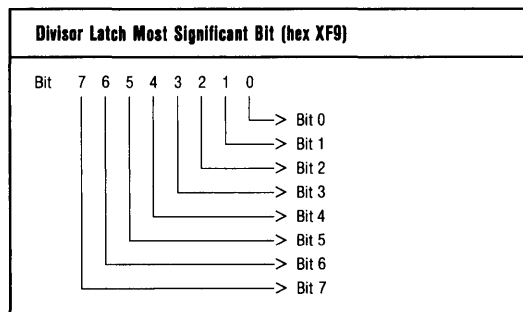 Divisor Latch Most Significant Bit (hex XF9)
Bit 7 6 5 4 3 2 1 0
Bit 0
Bit 1
Bit 2
Bit 3
Bit 4
Bit 5
Bit 6
Bit 7